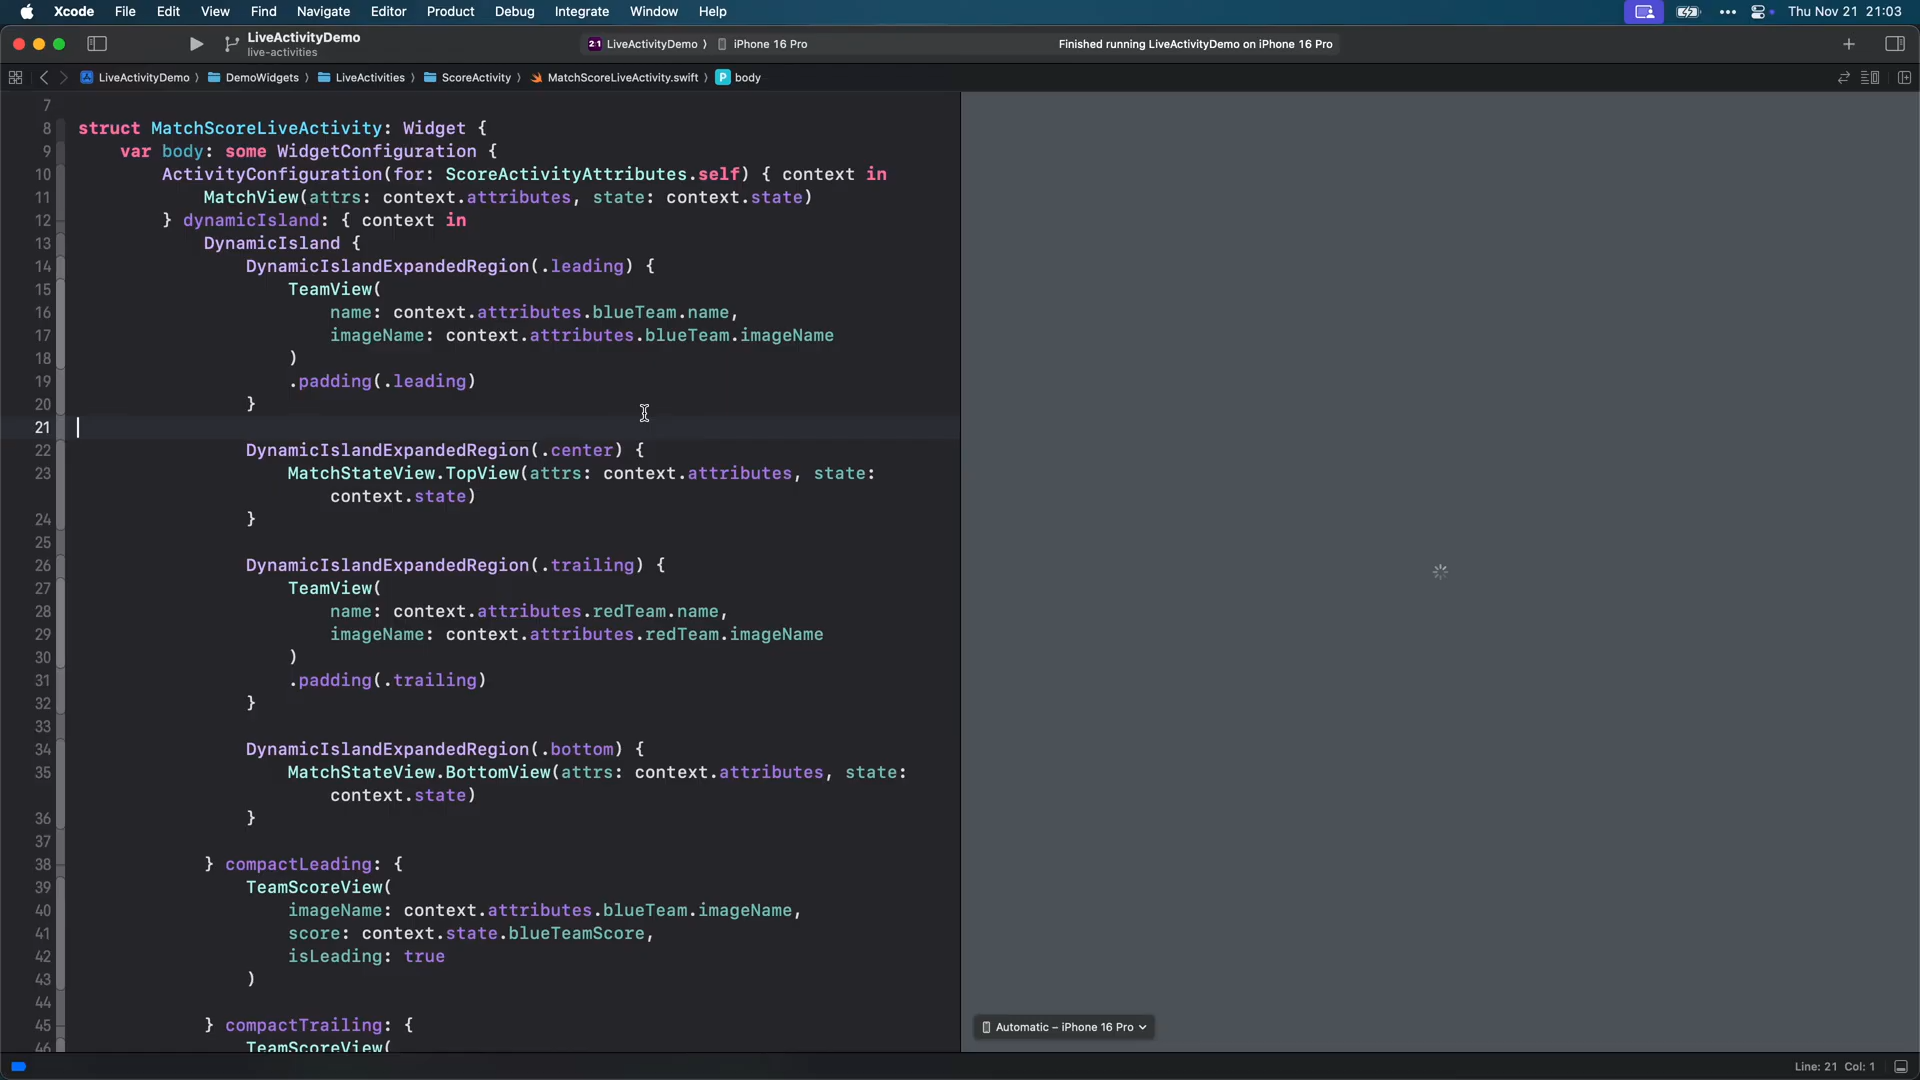 Xcode File Edit View Find Navigate Editor Product Debug Integrate Window Help Thu Nov 21 21:03
LiveActivityDemo
live-activities
2:1 LiveActivityDemo 〉 iPhone 16 Pro
Finished running LiveActivityDemo on iPhone 16 Pro
LiveActivityDemo 〉 DemoWidgets 〉 LiveActivities 〉 ScoreActivity 〉 MatchScoreLiveActivity.swift 〉 P body
7
8 struct MatchScoreLiveActivity: Widget {
9 var body: some WidgetConfiguration {
10 ActivityConfiguration(for: ScoreActivityAttributes.self) { context in
11 MatchView(attrs: context.attributes, state: context.state)
12 } dynamicIsland: { context in
13 DynamicIsland {
14 DynamicIslandExpandedRegion(.leading) {
15 TeamView(
16 name: context.attributes.blueTeam.name,
17 imageName: context.attributes.blueTeam.imageName
18 )
19 .padding(.leading)
20 }
21
22 DynamicIslandExpandedRegion(.center) {
23 MatchStateView.TopView(attrs: context.attributes, state:
context.state)
24 }
25
26 DynamicIslandExpandedRegion(.trailing) {
27 TeamView(
28 name: context.attributes.redTeam.name,
29 imageName: context.attributes.redTeam.imageName
30 )
31 .padding(.trailing)
32 }
33
34 DynamicIslandExpandedRegion(.bottom) {
35 MatchStateView.BottomView(attrs: context.attributes, state:
context.state)
36 }
37
38 } compactLeading: {
39 TeamScoreView(
40 imageName: context.attributes.blueTeam.imageName,
41 score: context.state.blueTeamScore,
42 isLeading: true
43 )
44
45 } compactTrailing: {
46 TeamScoreView(
Automatic – iPhone 16 Pro
Line: 21 Col: 1